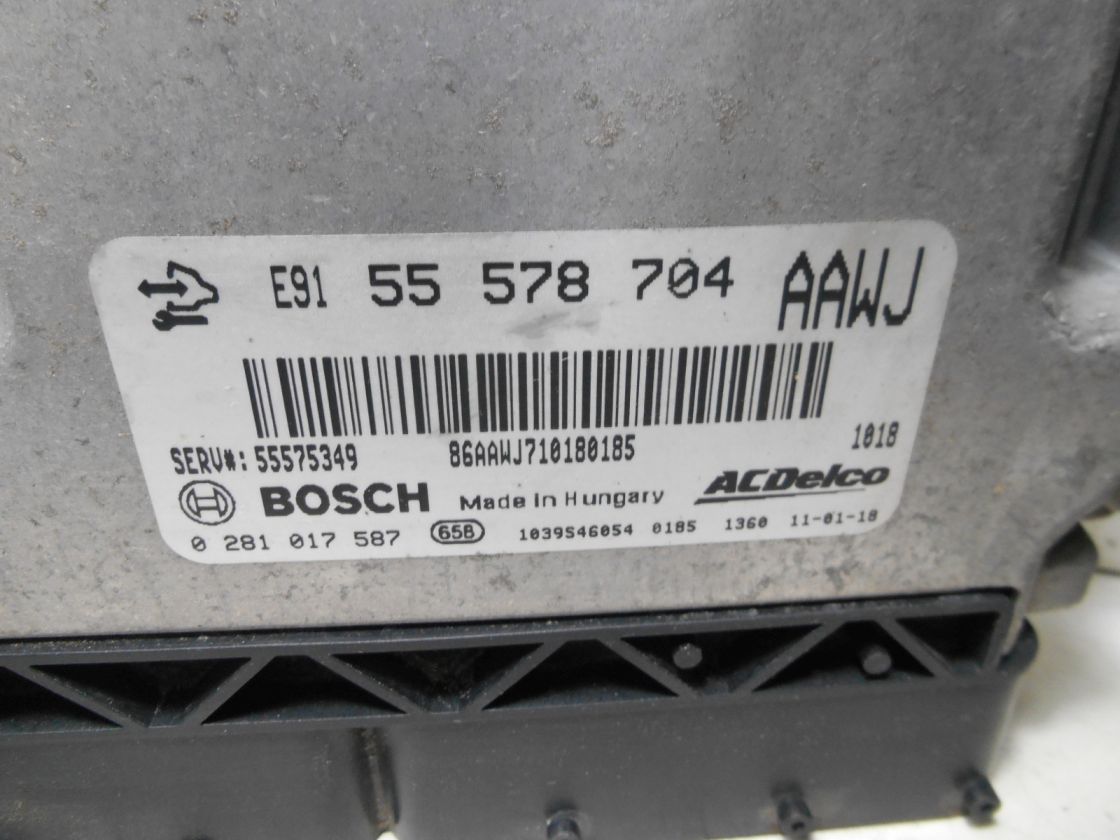 E91 55 578 704 AAWJ
SERV#: 55575349 86AAWJ710180185 1018
BOSCH Made in Hungary ACDelco
0 281 017 587 65B 1039S46054 0185 1360 11-01-18